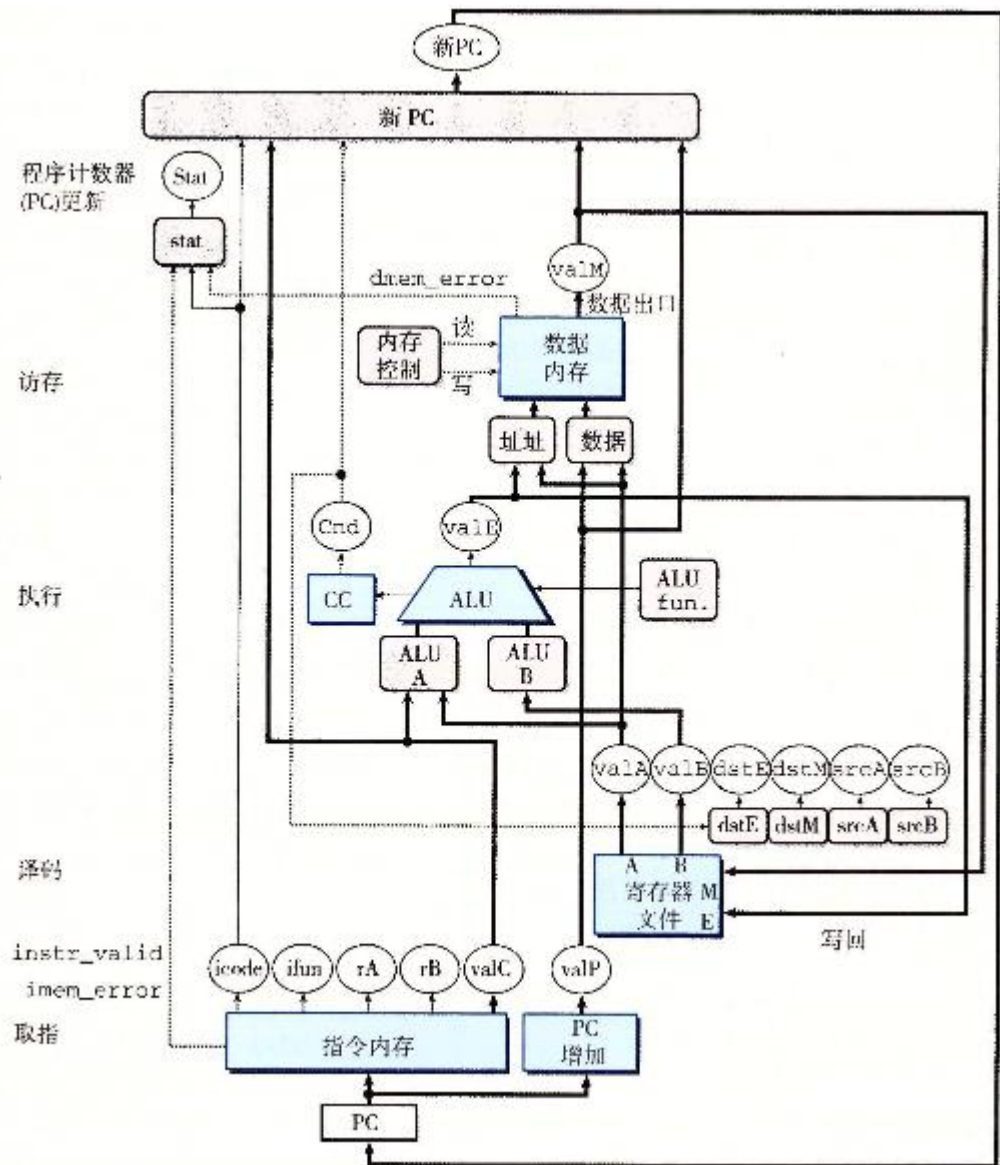 新PC
新 PC
程序计数器
(PC)更新
Stat
stat
dmem_error
valM
数据出口
访存
内存
控制
读
写
数据
内存
址址
数据
Cnd
valE
执行
CC
ALU
ALU
fun.
ALU
A
ALU
B
valA
valB
dstE
dstM
srcA
srcB
dstE
dstM
srcA
srcB
译码
A
B
寄存器
M
文件
E
写回
instr_valid
imem_error
icode
ifun
rA
rB
valC
valP
取指
指令内存
PC
增加
PC